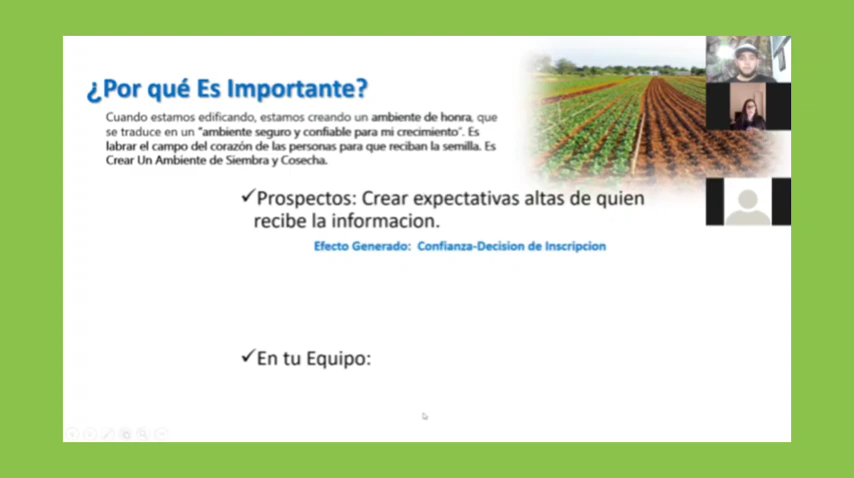 ¿Por qué Es Importante?
Cuando estamos edificando, estamos creando un ambiente de honra, que
se traduce en un "ambiente seguro y confiable para mi crecimiento". Es
labrar el campo del corazón de las personas para que reciban la semilla. Es
Crear Un Ambiente de Siembra y Cosecha.
✓Prospectos: Crear expectativas altas de quien
recibe la informacion.
Efecto Generado: Confianza-Decision de Inscripcion
✓En tu Equipo: